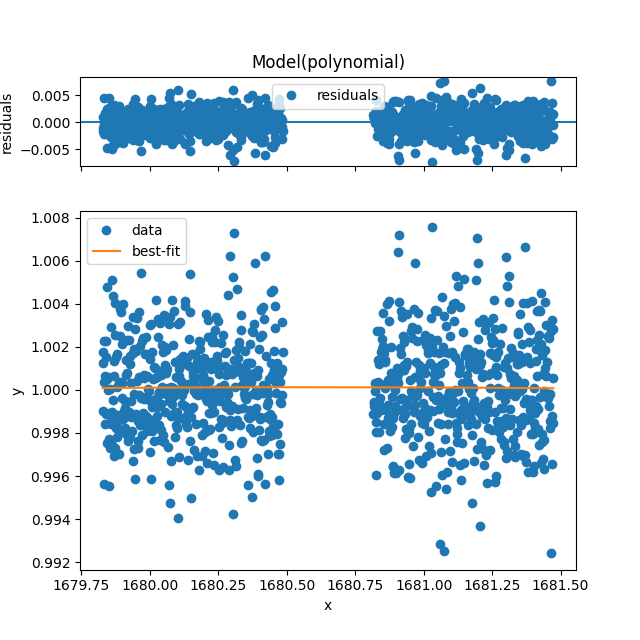 Model(polynomial)
0.005
0.000
−0.005
residuals
residuals
1.008
1.006
1.004
1.002
1.000
0.998
0.996
0.994
0.992
y
data
best-fit
1679.75 1680.00 1680.25 1680.50 1680.75 1681.00 1681.25 1681.50
x